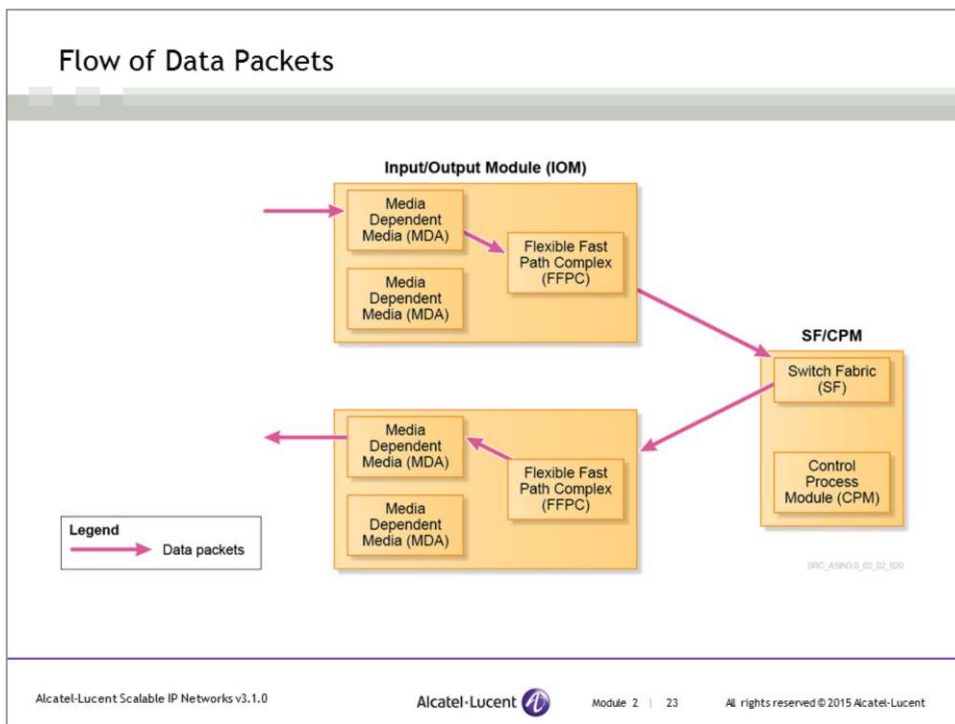 Flow of Data Packets
Input/Output Module (IOM)
Media
Dependent
Media (MDA)
Flexible Fast
Path Complex
(FFPC)
Media
Dependent
Media (MDA)
SF/CPM
Switch Fabric
(SF)
Control
Process
Module (CPM)
Media
Dependent
Media (MDA)
Flexible Fast
Path Complex
(FFPC)
Media
Dependent
Media (MDA)
Legend
Data packets
SRC_ASIN3.0_02_02_620
Alcatel-Lucent Scalable IP Networks v3.1.0
Alcatel·Lucent
Module 2 | 23
All rights reserved © 2015 Alcatel-Lucent